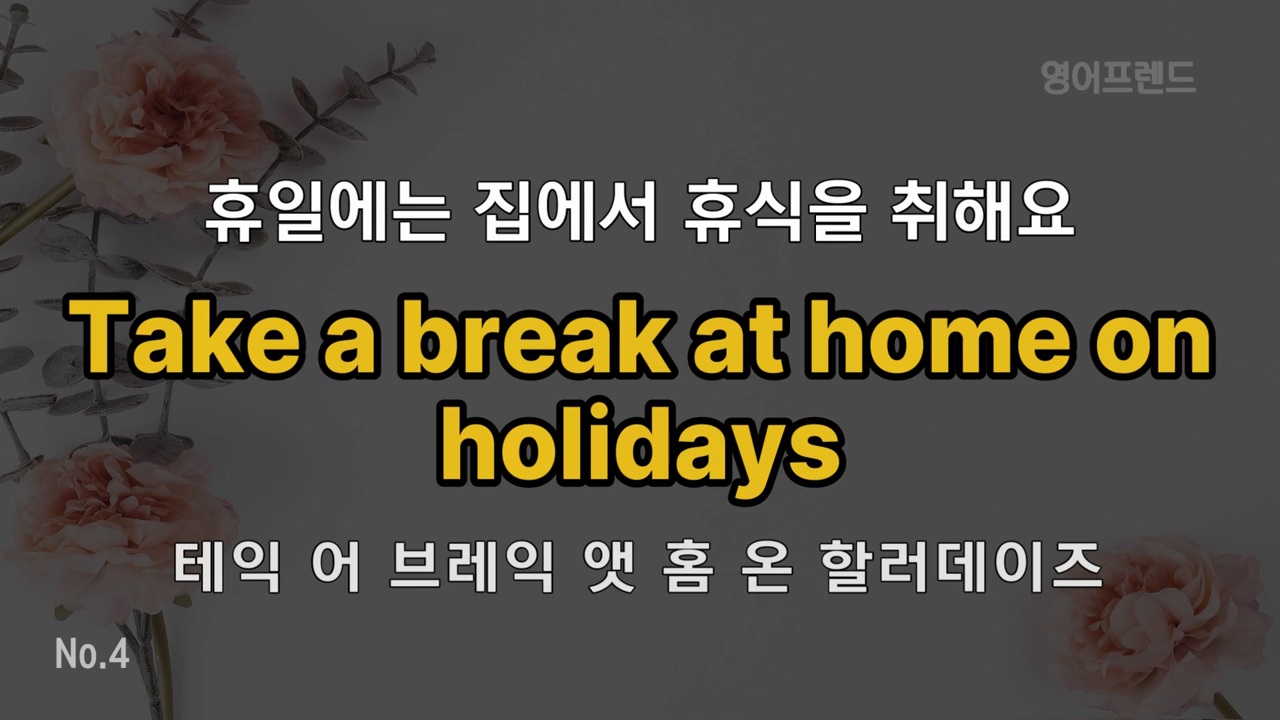 영어프렌드
휴일에는 집에서 휴식을 취해요
Take a break at home on
holidays
테익 어 브레익 앳 홈 온 할러데이즈
No.4